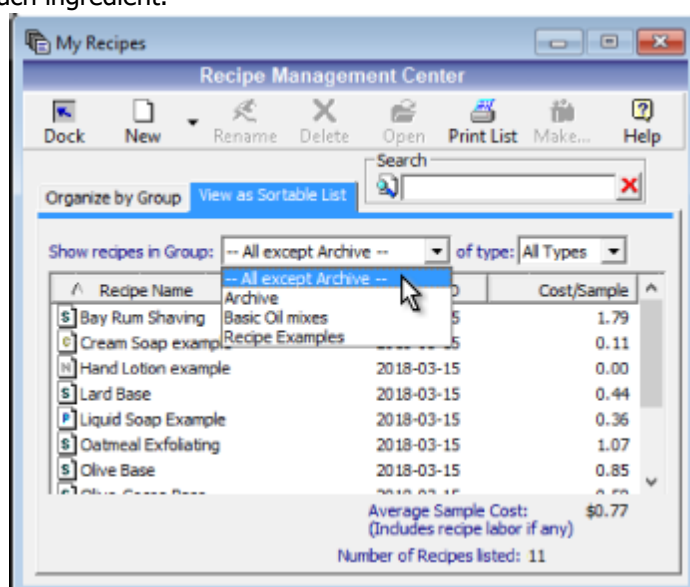 ch ingredient.
My Recipes
Recipe Management Center
Dock New Rename Delete Open Print List Make... Help
Search
Organize by Group View as Sortable List
Show recipes in Group: -- All except Archive -- of type: All Types
-- All except Archive --
Archive
Basic Oil mixes
Recipe Examples
Recipe Name Cost/Sample
Bay Rum Shaving 1.79
Cream Soap example 0.11
Hand Lotion example 2018-03-15 0.00
Lard Base 2018-03-15 0.44
Liquid Soap Example 2018-03-15 0.36
Oatmeal Exfoliating 2018-03-15 1.07
Olive Base 2018-03-15 0.85
Average Sample Cost: $0.77
(Includes recipe labor if any)
Number of Recipes listed: 11